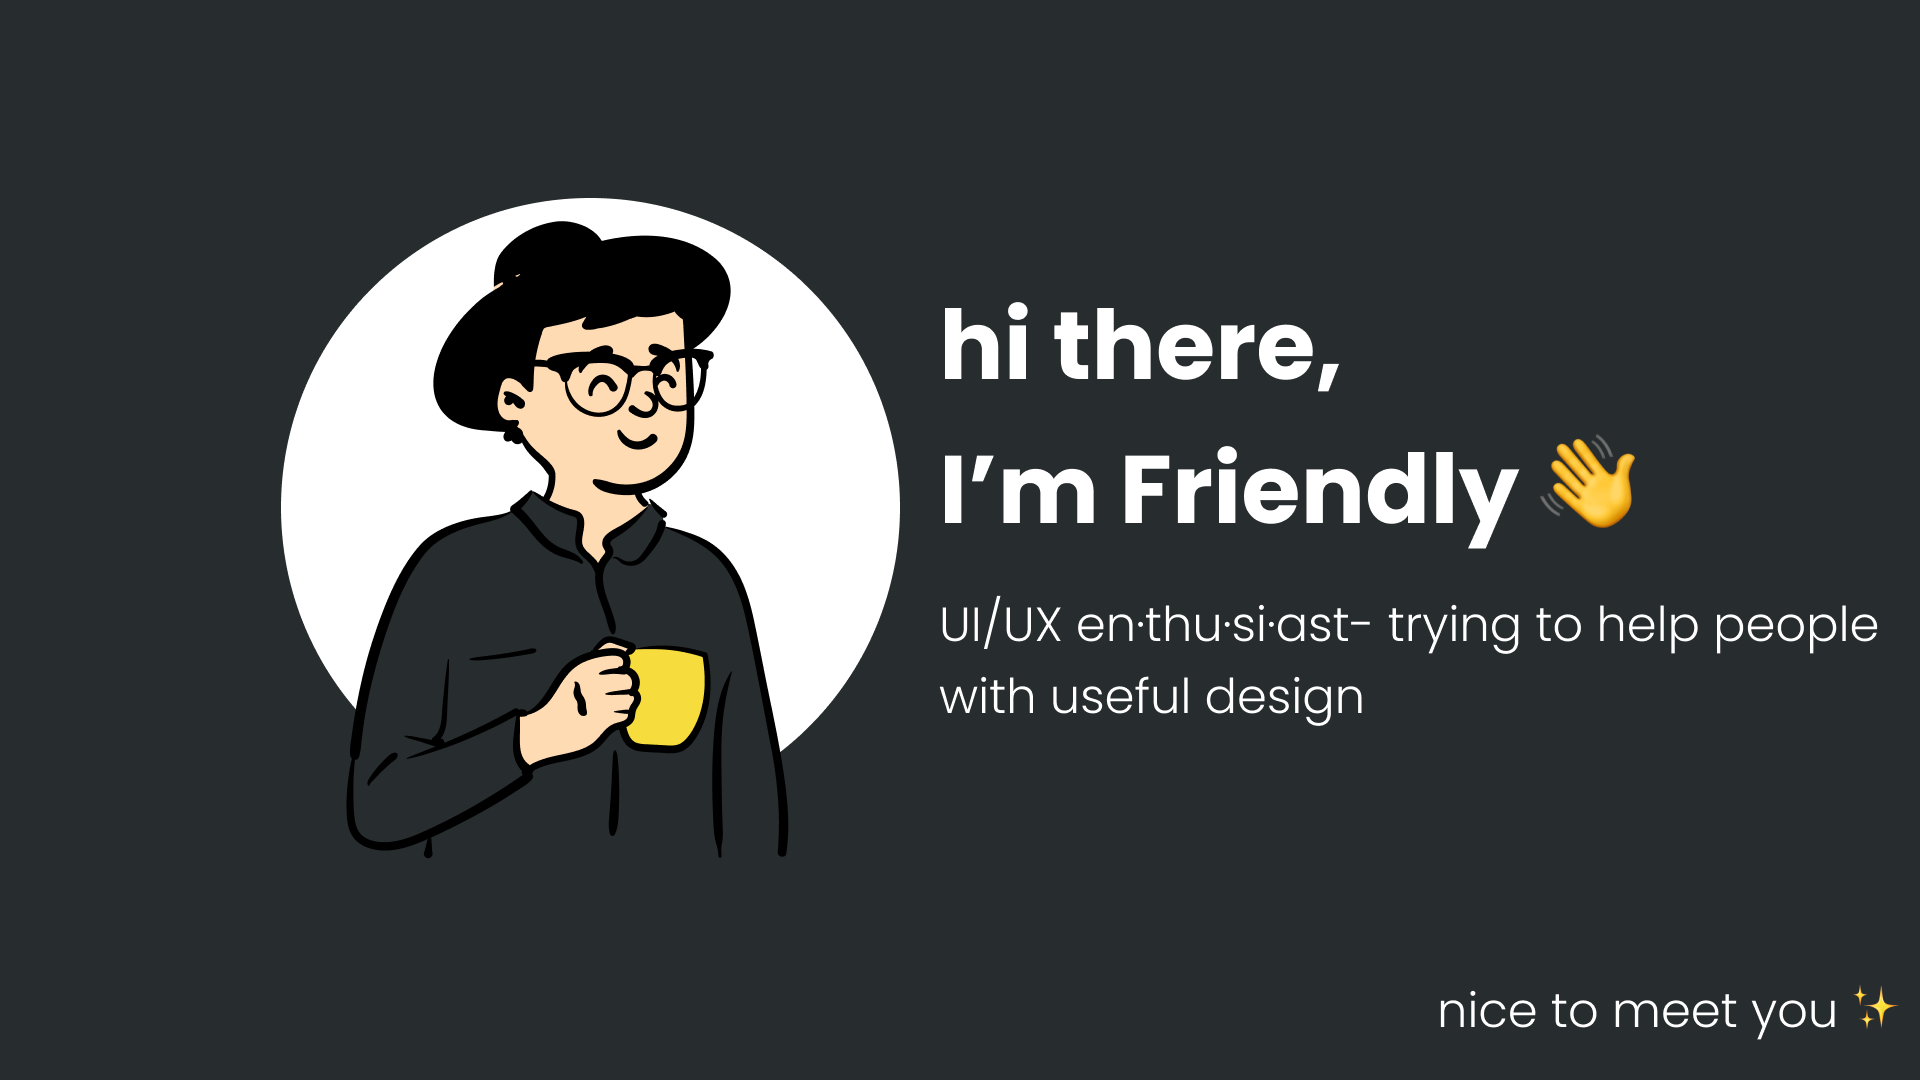 hi there,
I’m Friendly 👋
UI/UX en·thu·si·ast- trying to help people
with useful design
nice to meet you ✨